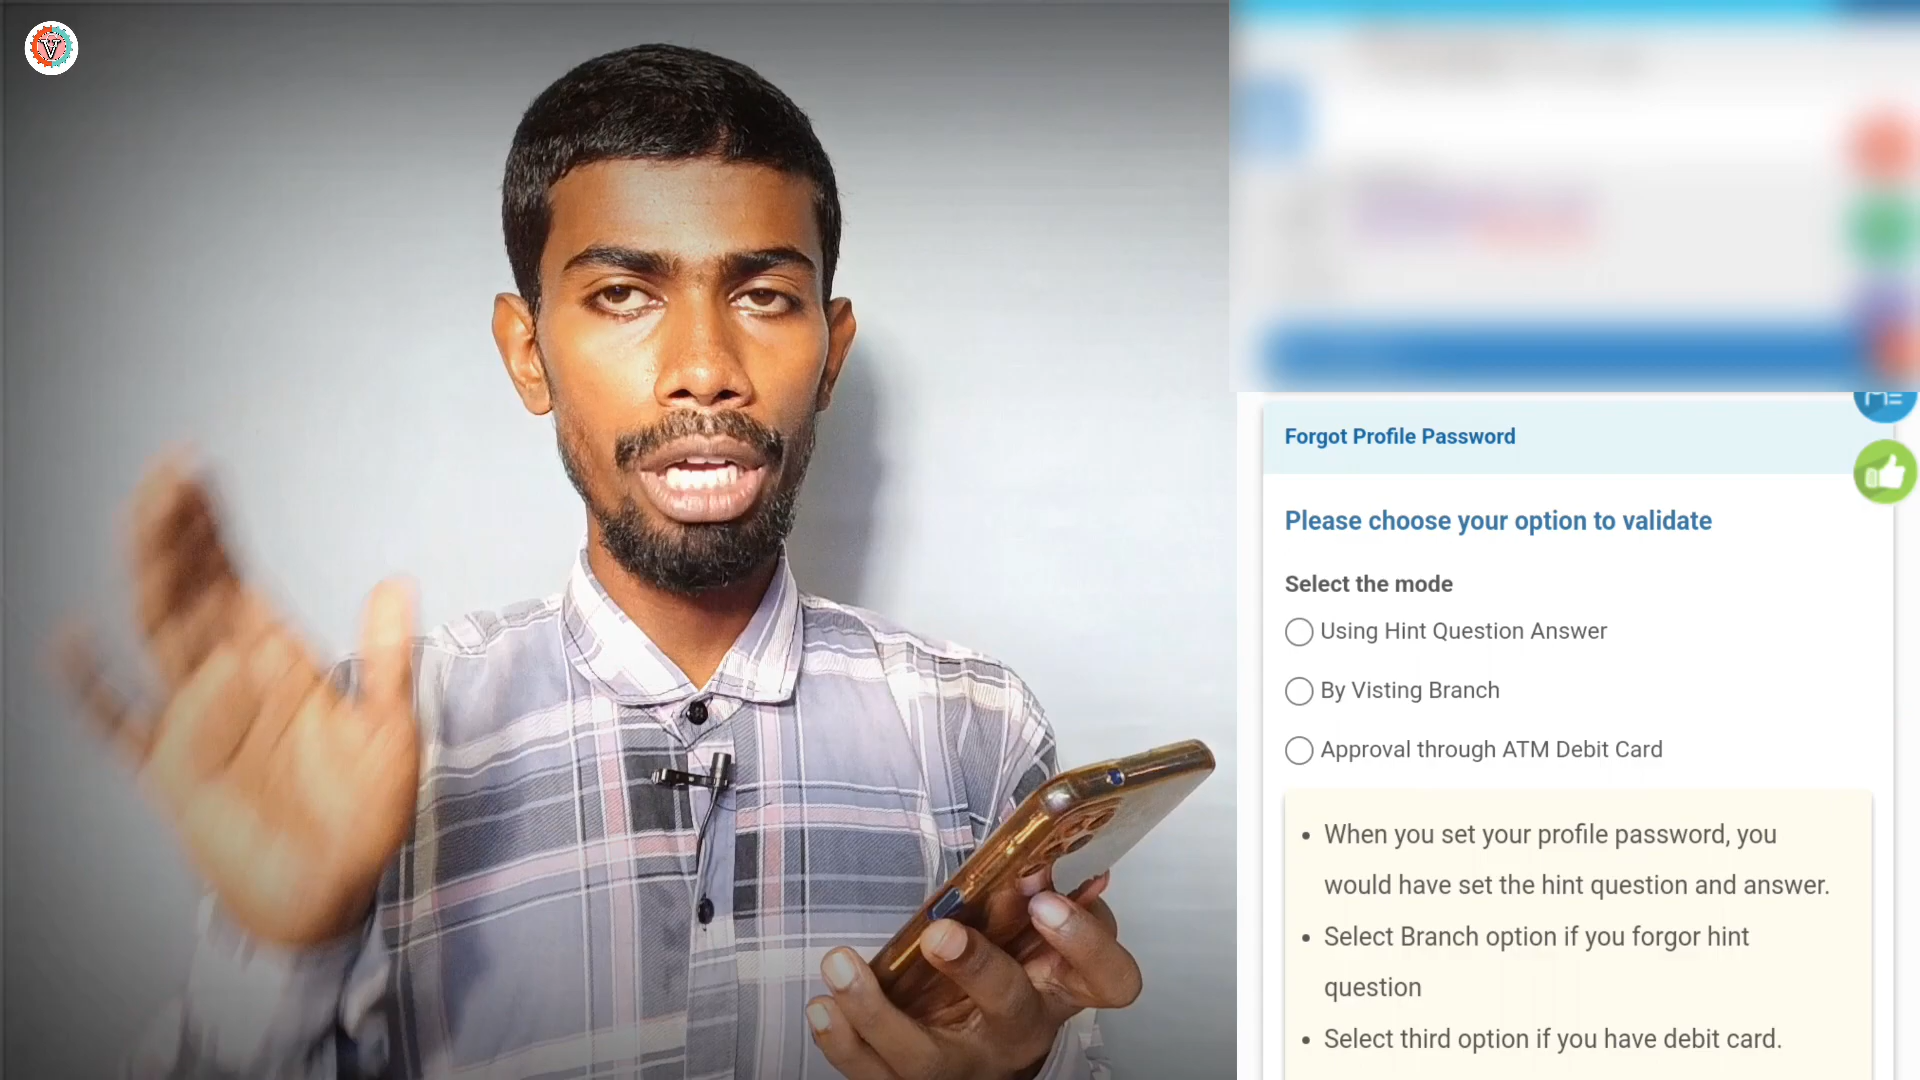 V
Forgot Profile Password
Please choose your option to validate
Select the mode
Using Hint Question Answer
By Visting Branch
Approval through ATM Debit Card
When you set your profile password, you
would have set the hint question and answer.
Select Branch option if you forgor hint
question
Select third option if you have debit card.